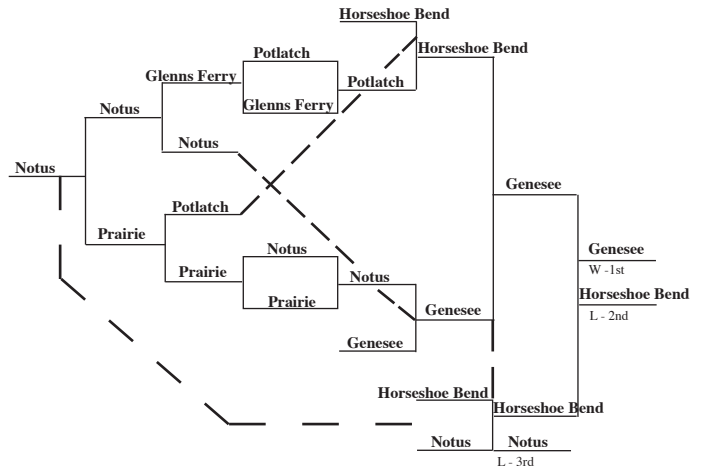 Horseshoe Bend
Horseshoe Bend
Potlatch
Glenns Ferry
Potlatch
Glenns Ferry
Notus
Notus
Notus
Genesee
Potlatch
Prairie
Notus
Genesee
W -1st
Prairie
Notus
Horseshoe Bend
Prairie
Genesee
L - 2nd
Genesee
Horseshoe Bend
Horseshoe Bend
Notus
Notus
L - 3rd